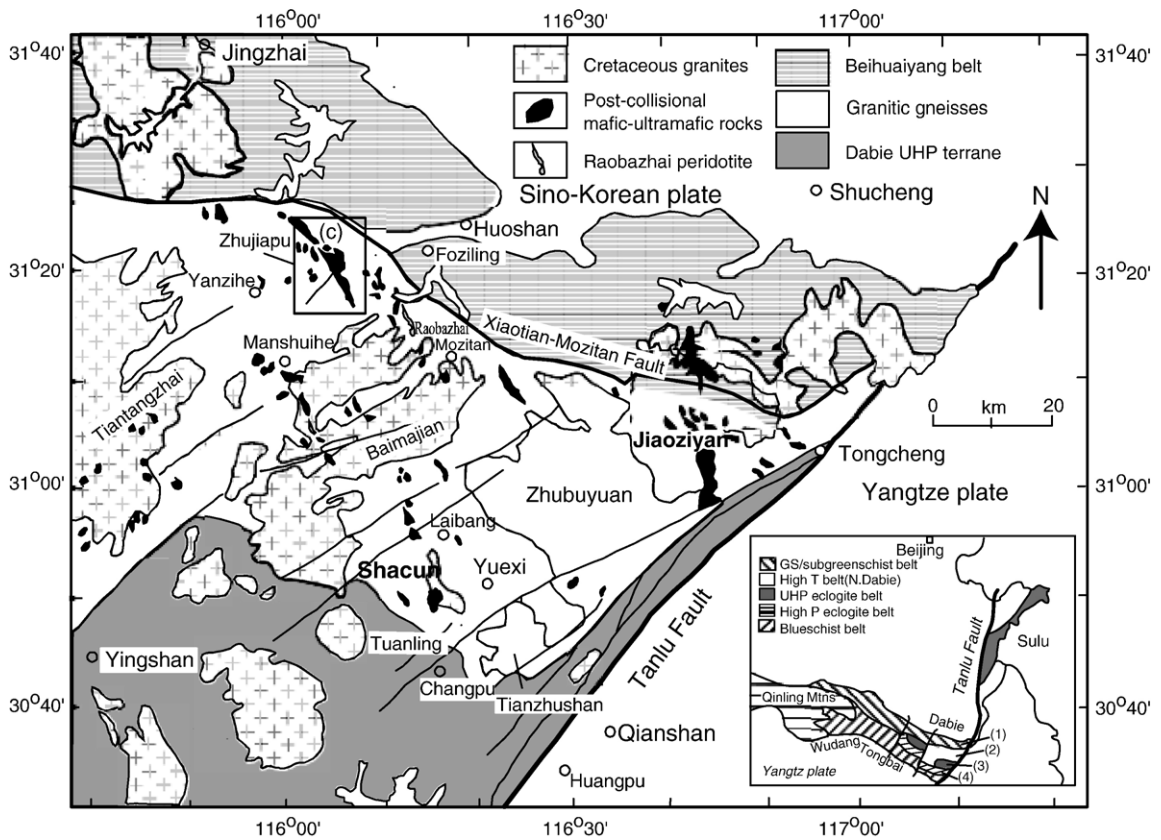 116°00' 116°30' 117°00'
31°40' 31°40'
Jingzhai
Cretaceous granites
Beihuaiyang belt
Post-collisional
mafic-ultramafic rocks
Granitic gneisses
Raobazhai peridotite
Dabie UHP terrane
Sino-Korean plate
Shucheng
N
(c)
Huoshan
Zhujiapu
Foziling
31°20' 31°20'
Yanzihe
Raobazhai
Mozitan
Xiaotian-Mozitan Fault
Manshuihe
0 km 20
Tiantangzhai
Baimajian
Jiaoziyan
Tongcheng
31°00' 31°00'
Zhubuyuan
Yangtze plate
Laibang
Shacun
Yuexi
Tanlu Fault
Tuanling
Yingshan
Changpu
Tianzhushan
30°40' 30°40'
Qianshan
Huangpu
Beijing
GS/subgreenschist belt
High T belt(N.Dabie)
UHP eclogite belt
High P eclogite belt
Blueschist belt
Tanlu Fault
Sulu
Qinling Mtns
Dabie
(1)
(2)
(3)
(4)
Wudang
Tongbai
Yangtz plate
116°00' 116°30' 117°00'